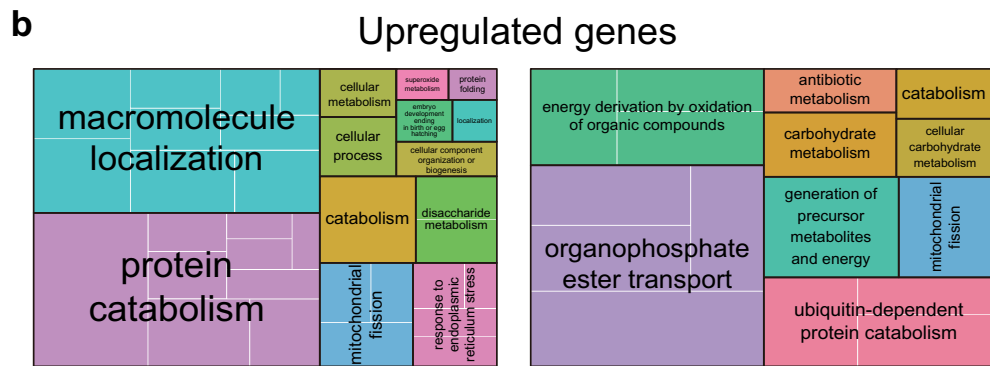 b
Upregulated genes
macromolecule
localization
protein
catabolism
cellular
metabolism
superoxide
metabolism
protein
folding
cellular
process
embryo
development
ending
in birth or egg
hatching
localization
cellular component
organization or
biogenesis
catabolism
disaccharide
metabolism
mitochondrial
fission
response to
endoplasmic
reticulum stress
energy derivation by oxidation
of organic compounds
organophosphate
ester transport
antibiotic
metabolism
catabolism
carbohydrate
metabolism
cellular
carbohydrate
metabolism
generation of
precursor
metabolites
and energy
mitochondrial
fission
ubiquitin-dependent
protein catabolism